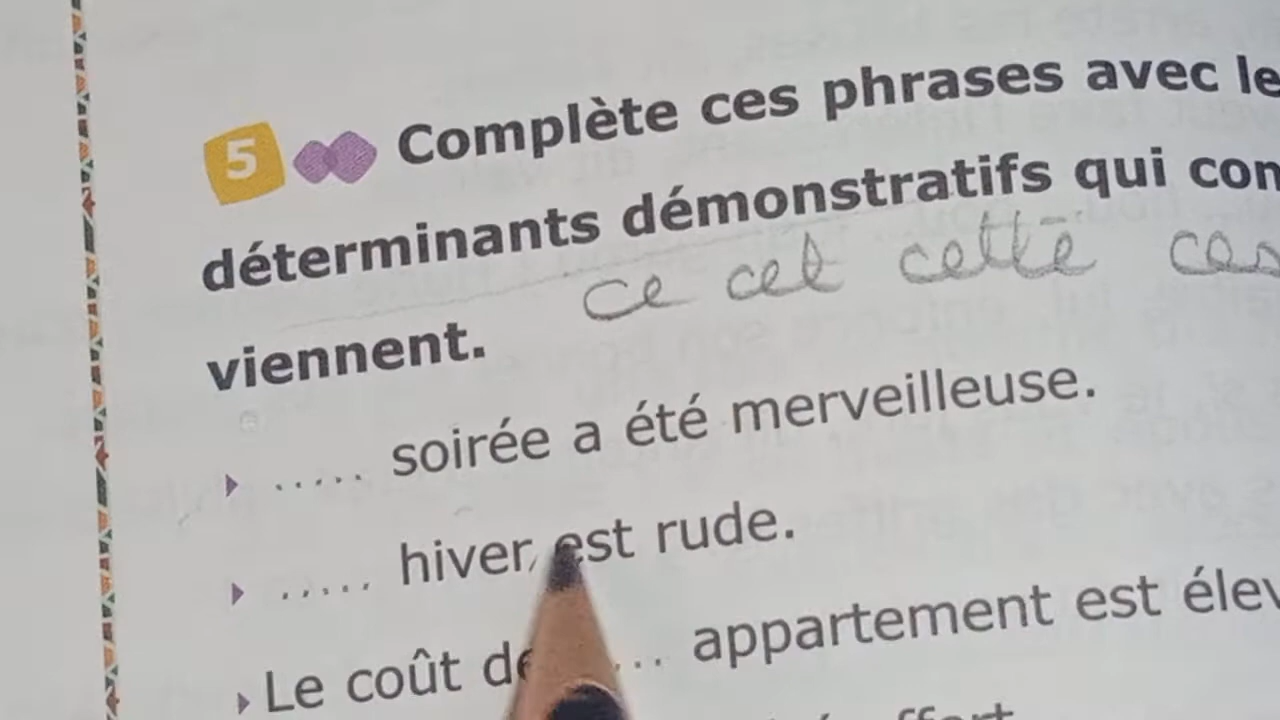 5 Complète ces phrases avec le
déterminants démonstratifs qui con
ce cet cette ces
viennent.
..... soirée a été merveilleuse.
..... hiver est rude.
Le coût de ... appartement est élev